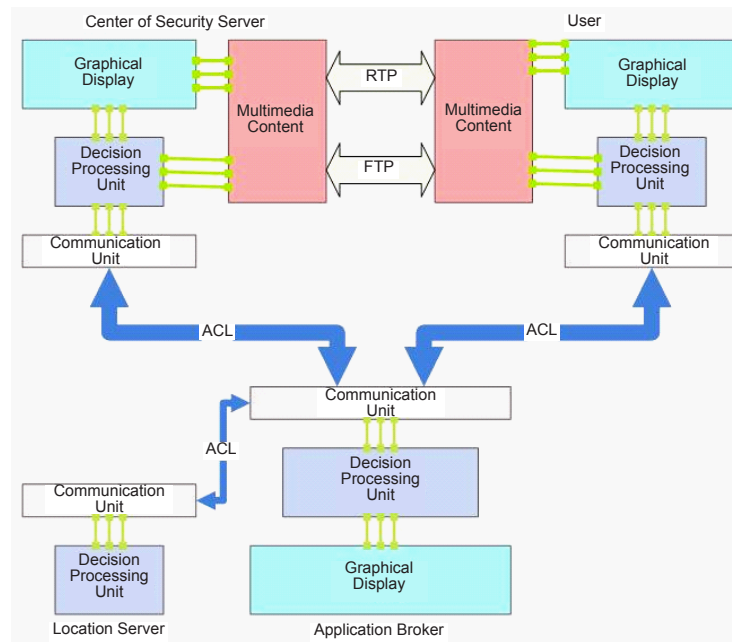 Center of Security Server
User
Graphical
Display
Multimedia
Content
RTP
FTP
Multimedia
Content
Graphical
Display
Decision
Processing
Unit
Decision
Processing
Unit
Communication
Unit
Communication
Unit
ACL
ACL
Communication
Unit
ACL
Decision
Processing
Unit
Communication
Unit
Graphical
Display
Decision
Processing
Unit
Location Server
Application Broker